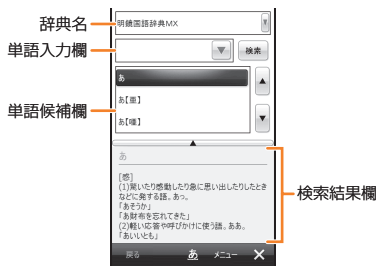 辞典名
明鏡国語辞典MX
単語入力欄
検索
単語候補欄
あ
あ【亜】
あ【唖】
あ
[感]
(1)驚いたり感動したり急に思い出したりしたとき
などに発する語。あっ。
「あそうか」
「あ財布を忘れてきた」
(2)軽い応答や呼びかけに使う語。ああ。
「あいいとも」
検索結果欄
戻る
あ
メニュー